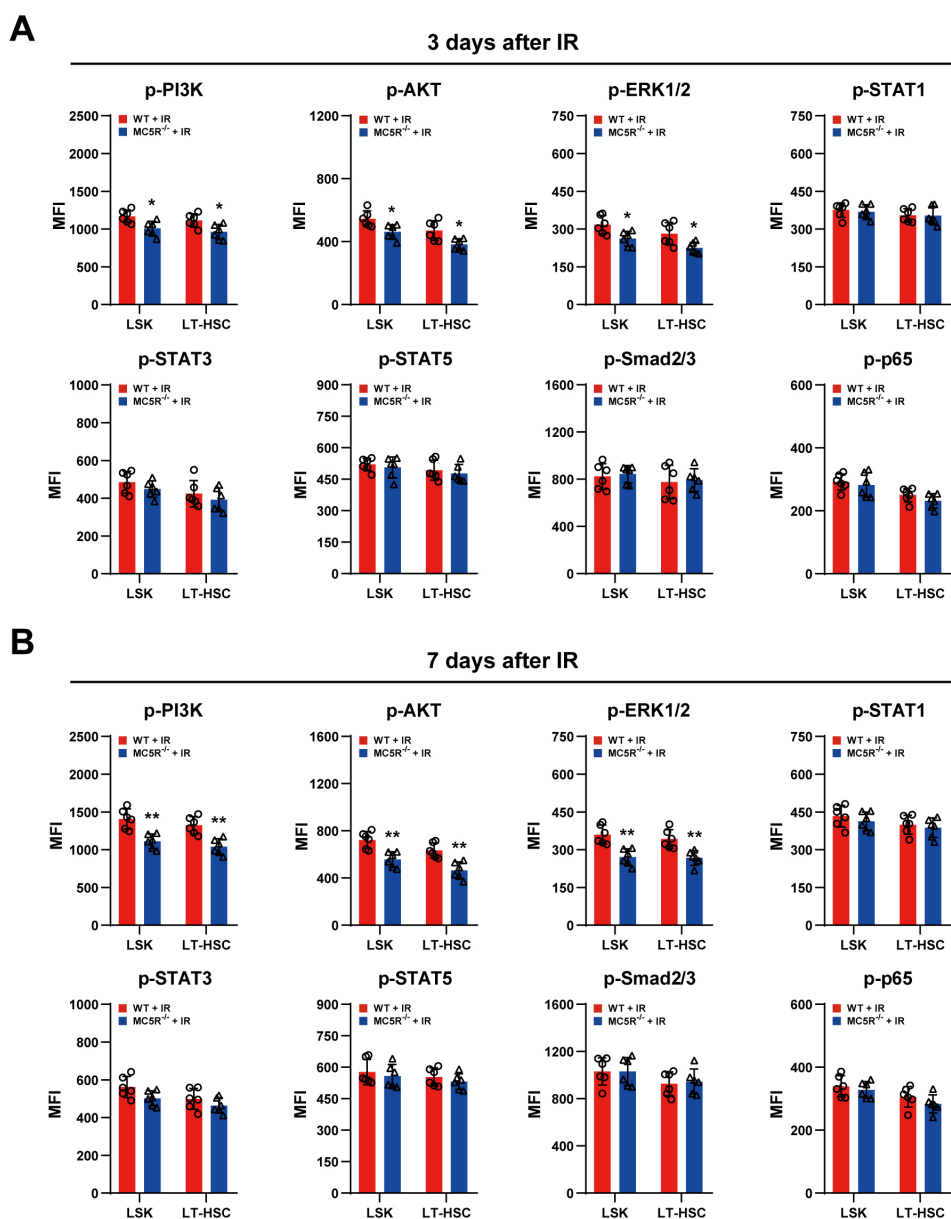 A
3 days after IR
p-PI3K
2500
2000
1500
1000
500
0
MFI
WT + IR
MC5R-/- + IR
*
*
LSK
LT-HSC
p-AKT
1200
800
400
0
MFI
WT + IR
MC5R-/- + IR
*
*
LSK
LT-HSC
p-ERK1/2
750
600
450
300
150
0
MFI
WT + IR
MC5R-/- + IR
*
*
LSK
LT-HSC
p-STAT1
750
600
450
300
150
0
MFI
WT + IR
MC5R-/- + IR
LSK
LT-HSC
p-STAT3
1000
800
600
400
200
0
MFI
WT + IR
MC5R-/- + IR
LSK
LT-HSC
p-STAT5
900
750
600
450
300
150
0
MFI
WT + IR
MC5R-/- + IR
LSK
LT-HSC
p-Smad2/3
1600
1200
800
400
0
MFI
WT + IR
MC5R-/- + IR
LSK
LT-HSC
p-p65
600
400
200
0
MFI
WT + IR
MC5R-/- + IR
LSK
LT-HSC
B
7 days after IR
p-PI3K
2500
2000
1500
1000
500
0
MFI
WT + IR
MC5R-/- + IR
**
**
LSK
LT-HSC
p-AKT
1600
1200
800
400
0
MFI
WT + IR
MC5R-/- + IR
**
**
LSK
LT-HSC
p-ERK1/2
750
600
450
300
150
0
MFI
WT + IR
MC5R-/- + IR
**
**
LSK
LT-HSC
p-STAT1
750
600
450
300
150
0
MFI
WT + IR
MC5R-/- + IR
LSK
LT-HSC
p-STAT3
1000
800
600
400
200
0
MFI
WT + IR
MC5R-/- + IR
LSK
LT-HSC
p-STAT5
900
750
600
450
300
150
0
MFI
WT + IR
MC5R-/- + IR
LSK
LT-HSC
p-Smad2/3
1600
1200
800
400
0
MFI
WT + IR
MC5R-/- + IR
LSK
LT-HSC
p-p65
600
400
200
0
MFI
WT + IR
MC5R-/- + IR
LSK
LT-HSC